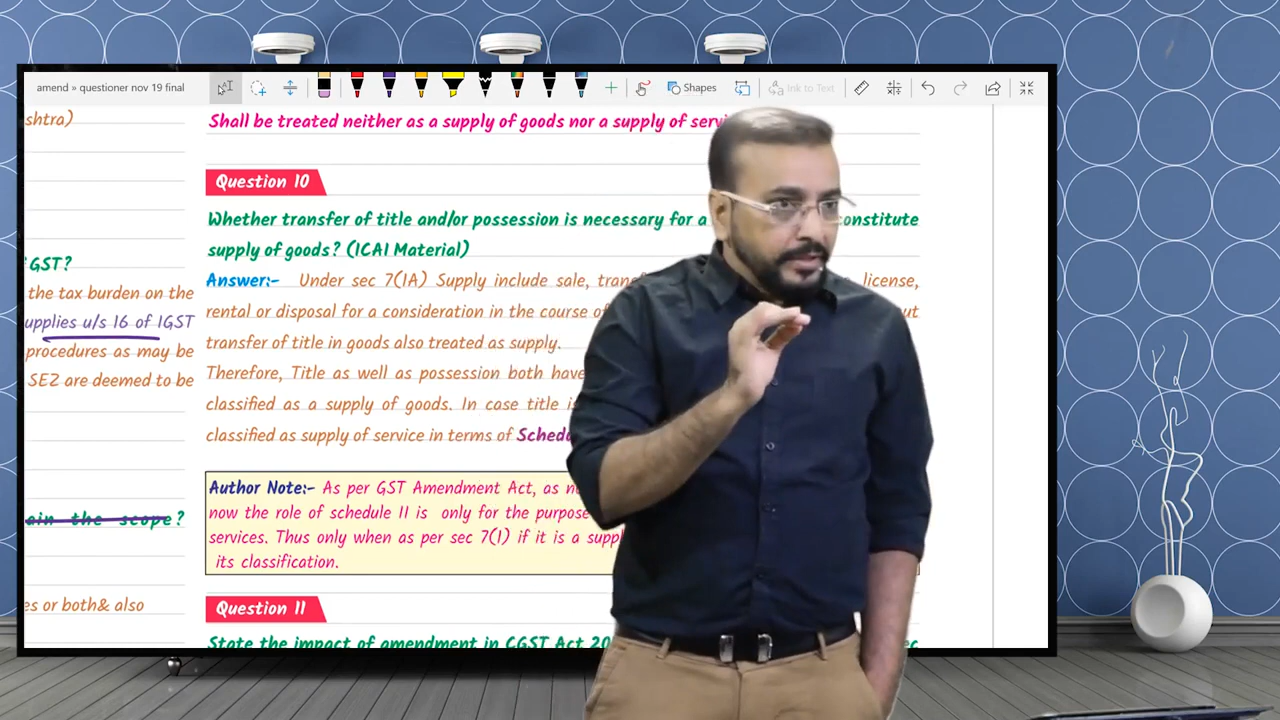 amend » questioner nov 19 final
Shapes
Ink to Text
shtra)
GST?
the tax burden on the
upplies u/s 16 of IGST
procedures as may be
SEZ are deemed to be
ain the scope?
es or both& also
Shall be treated neither as a supply of goods nor a supply of servi
Question 10
Whether transfer of title and/or possession is necessary for a constitute
supply of goods? (ICAI Material)
Answer:- Under sec 7(1A) Supply include sale, trans license,
rental or disposal for a consideration in the course of ut
transfer of title in goods also treated as supply.
Therefore, Title as well as possession both have
classified as a supply of goods. In case title i
classified as supply of service in terms of Sched
Author Note:- As per GST Amendment Act, as n
now the role of schedule II is only for the purpose
services. Thus only when as per sec 7(1) if it is a suppl
its classification.
Question 11
State the impact of amendment in CGST Act 20 ec